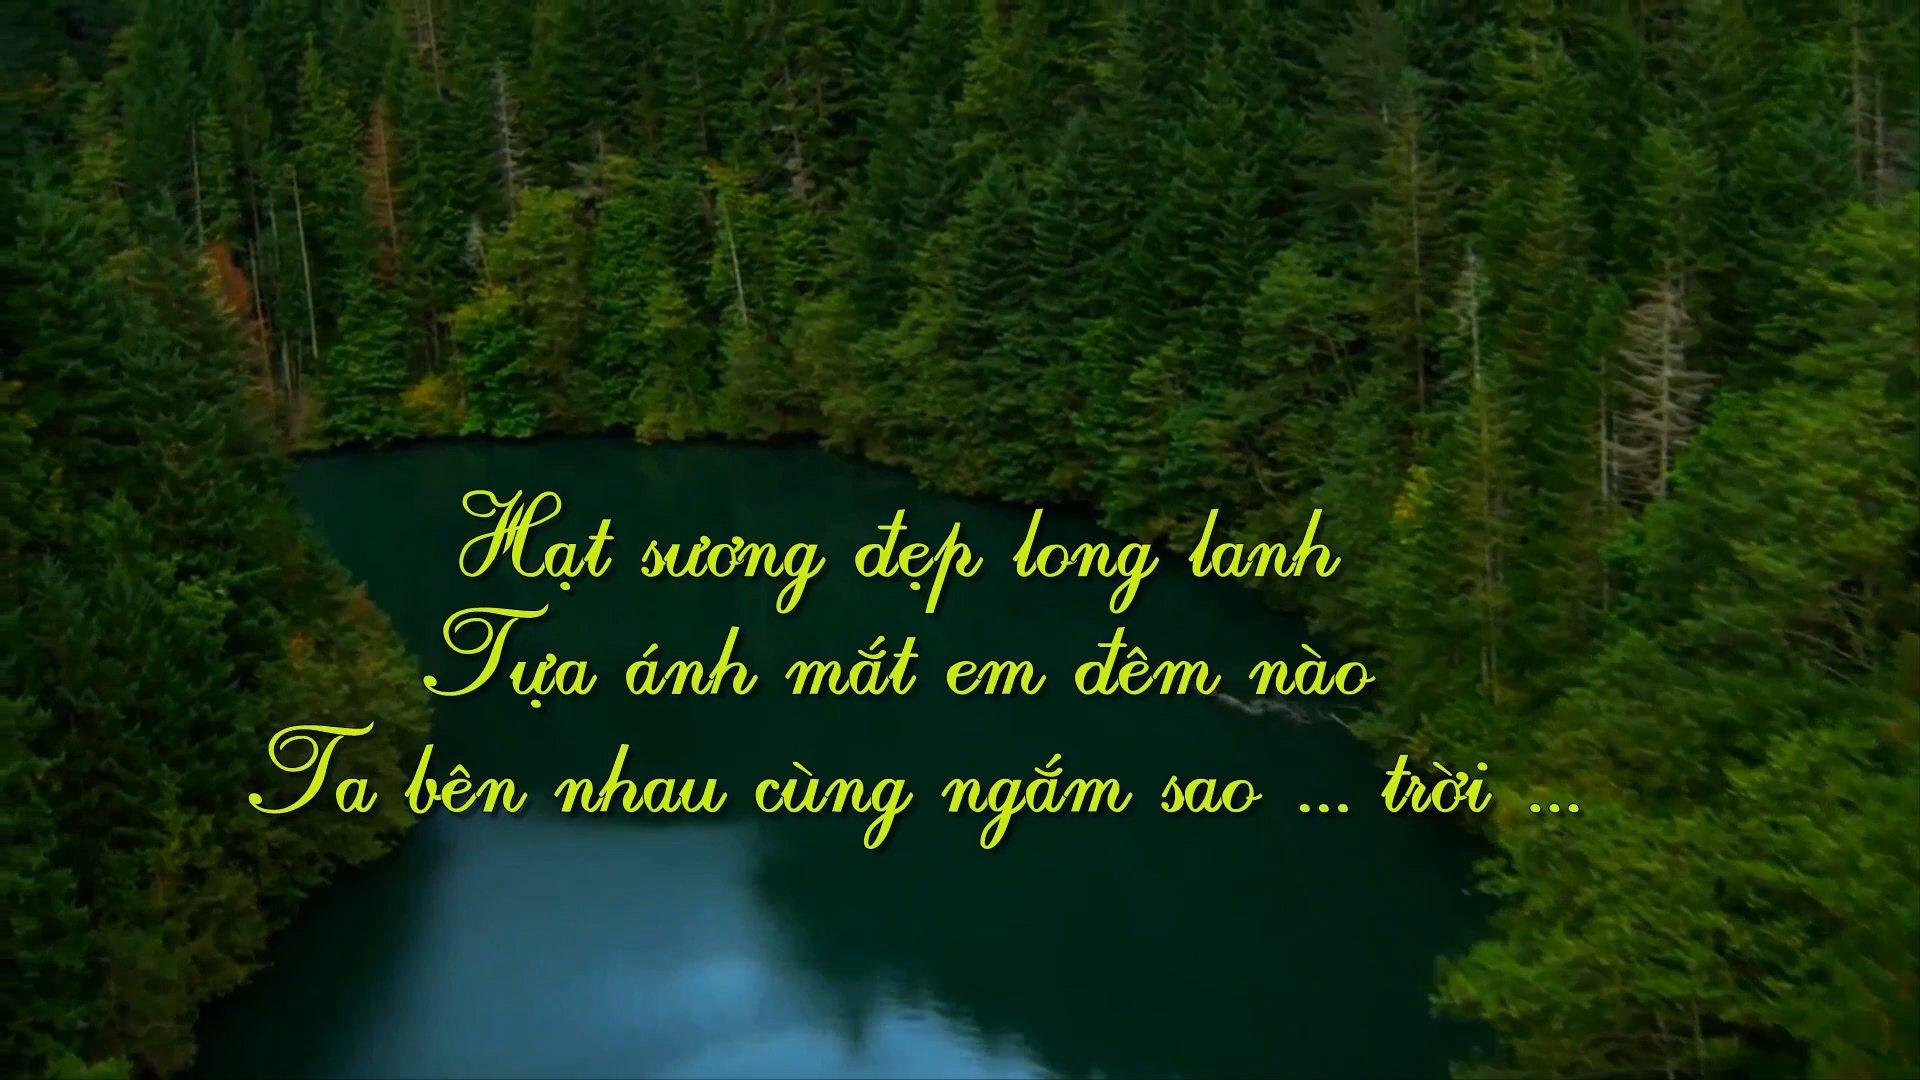 Hạt sương đẹp long lanh
Tựa ánh mắt em đêm nào
Ta bên nhau cùng ngắm sao ... trời ...